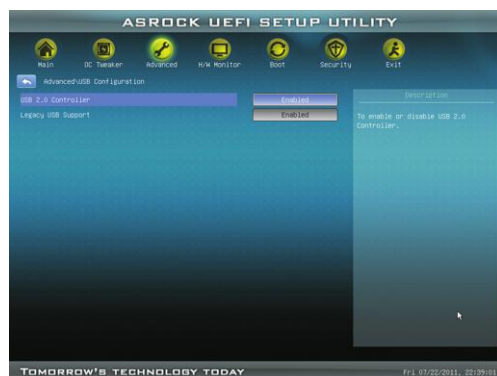 ASROCK UEFI SETUP UTILITY
Main
OC Tweaker
Advanced
H/W Monitor
Boot
Security
Exit
Advanced\USB Configuration
USB 2.0 Controller
Enabled
Legacy USB Support
Enabled
Description
To enable or disable USB 2.0
Controller.
TOMORROW'S TECHNOLOGY TODAY
Fri 07/22/2011, 22:39:01